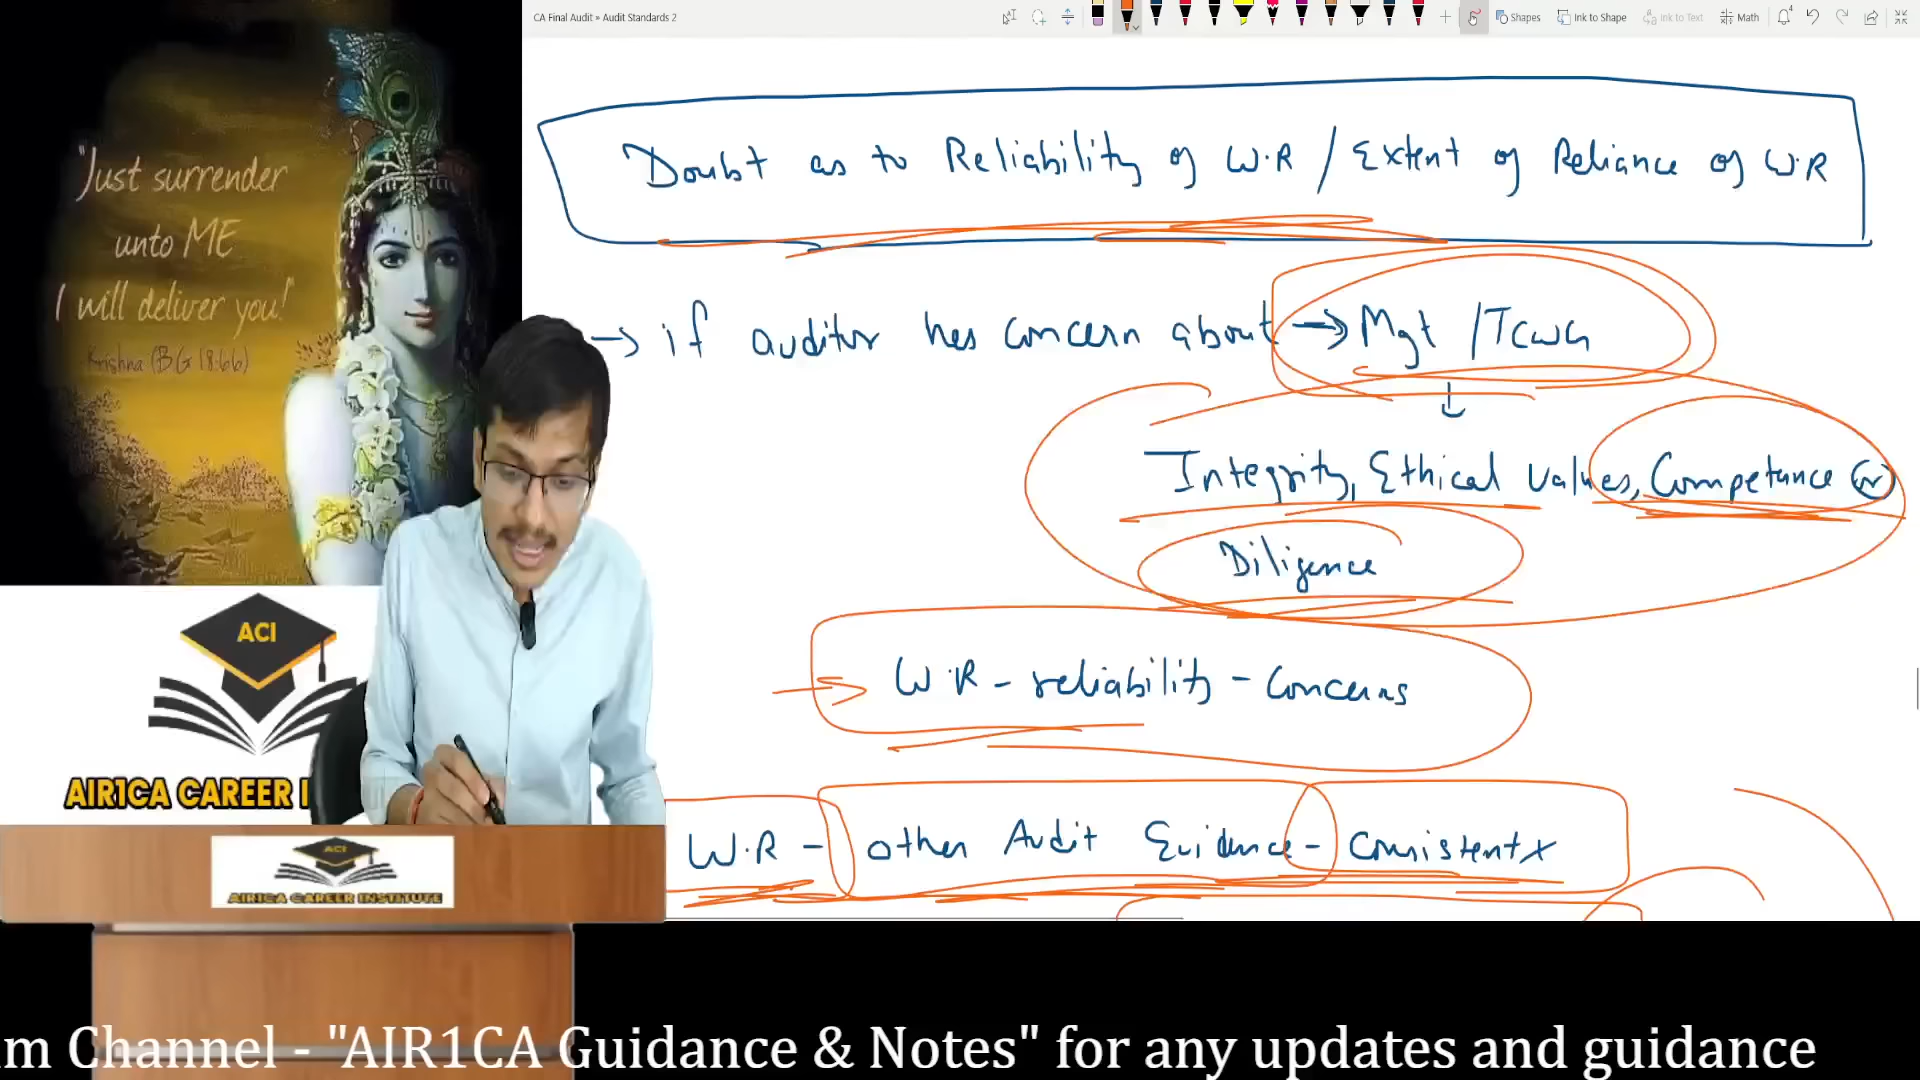 CA Final Audit » Audit Standards 2
Shapes
Ink to Shape
Ink to Text
Math
"Just surrender
unto ME
I will deliver you!"
Krishna (BG 18:66)
Doubt as to Reliability of W.R / Extent of Reliance of W.R
→ if auditor has concern about → Mgt / TCWG
↓
Integrity, Ethical values, Competance or
Diligence
→ W.R - reliability - Concerns
W.R - other Audit Evidence - Consistent x
ACI
AIR1CA CAREER I
ACI
AIR1CA CAREER INSTITUTE
m Channel - "AIR1CA Guidance & Notes" for any updates and guidance